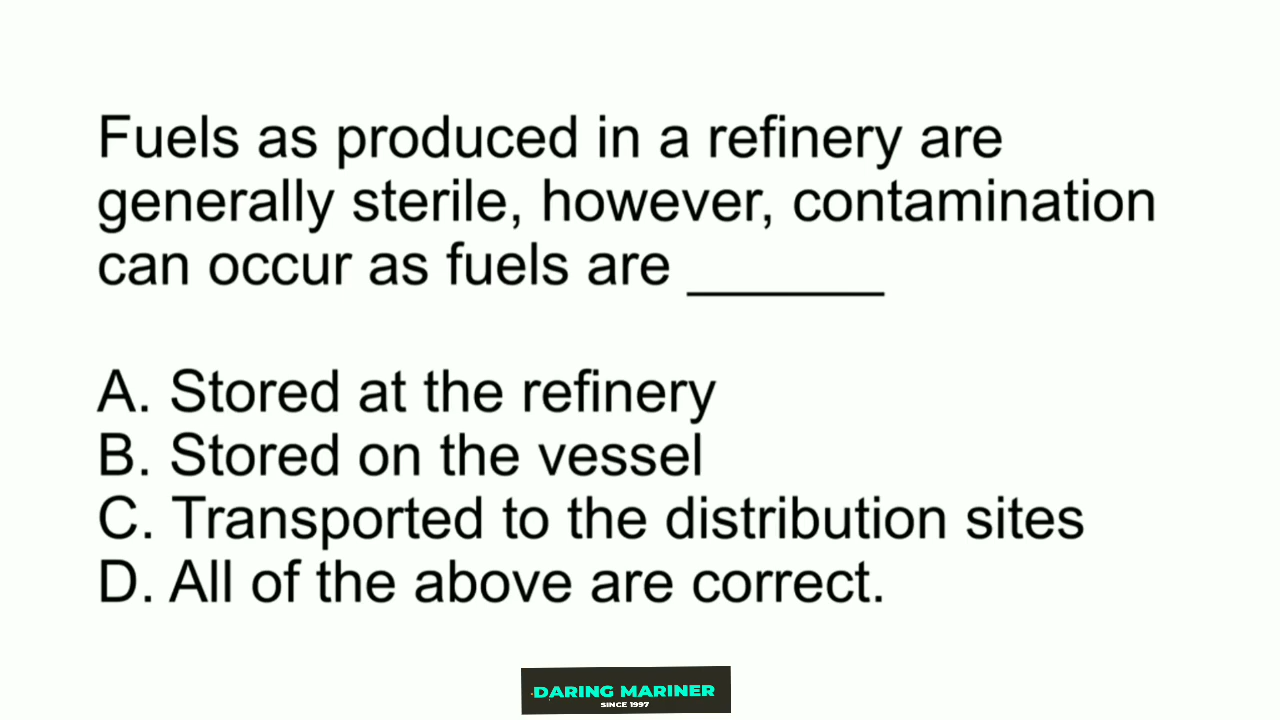 Fuels as produced in a refinery are
generally sterile, however, contamination
can occur as fuels are _______
A. Stored at the refinery
B. Stored on the vessel
C. Transported to the distribution sites
D. All of the above are correct.
DARING MARINER
SINCE 1997